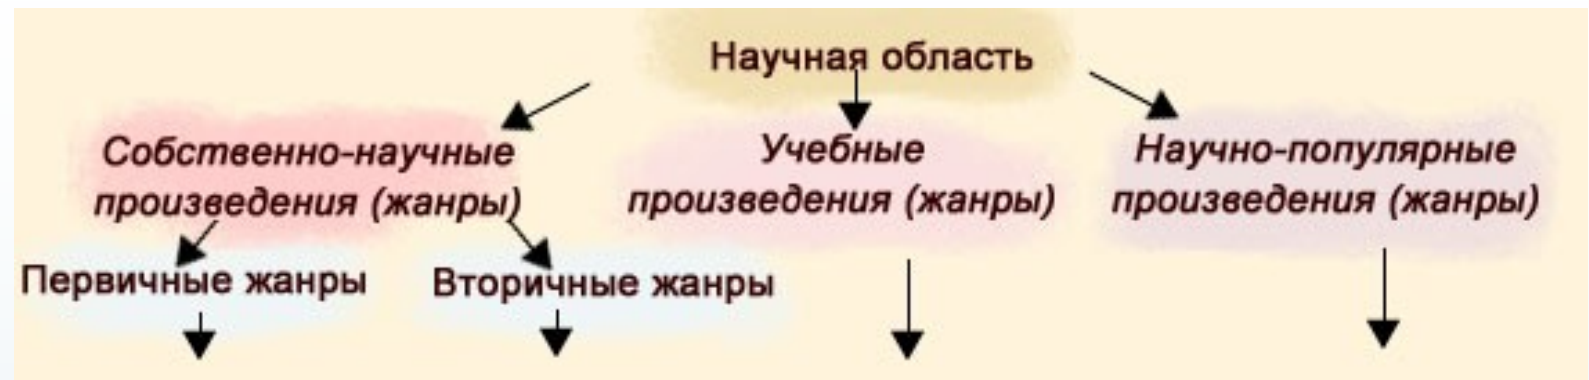 Научная область
Собственно-научные
произведения (жанры)
Учебные
произведения (жанры)
Научно-популярные
произведения (жанры)
Первичные жанры
Вторичные жанры